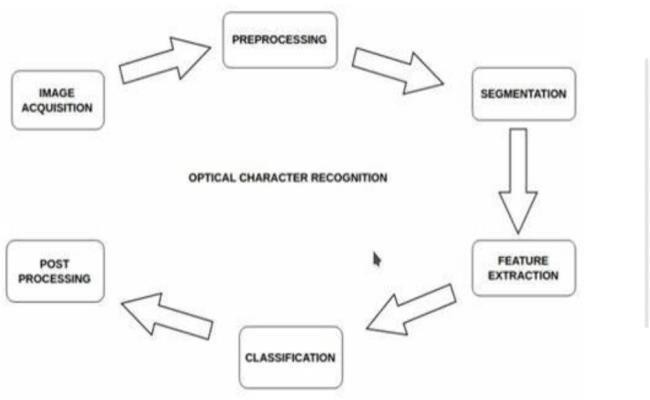 PREPROCESSING
IMAGE
ACQUISITION
SEGMENTATION
OPTICAL CHARACTER RECOGNITION
POST
PROCESSING
FEATURE
EXTRACTION
CLASSIFICATION